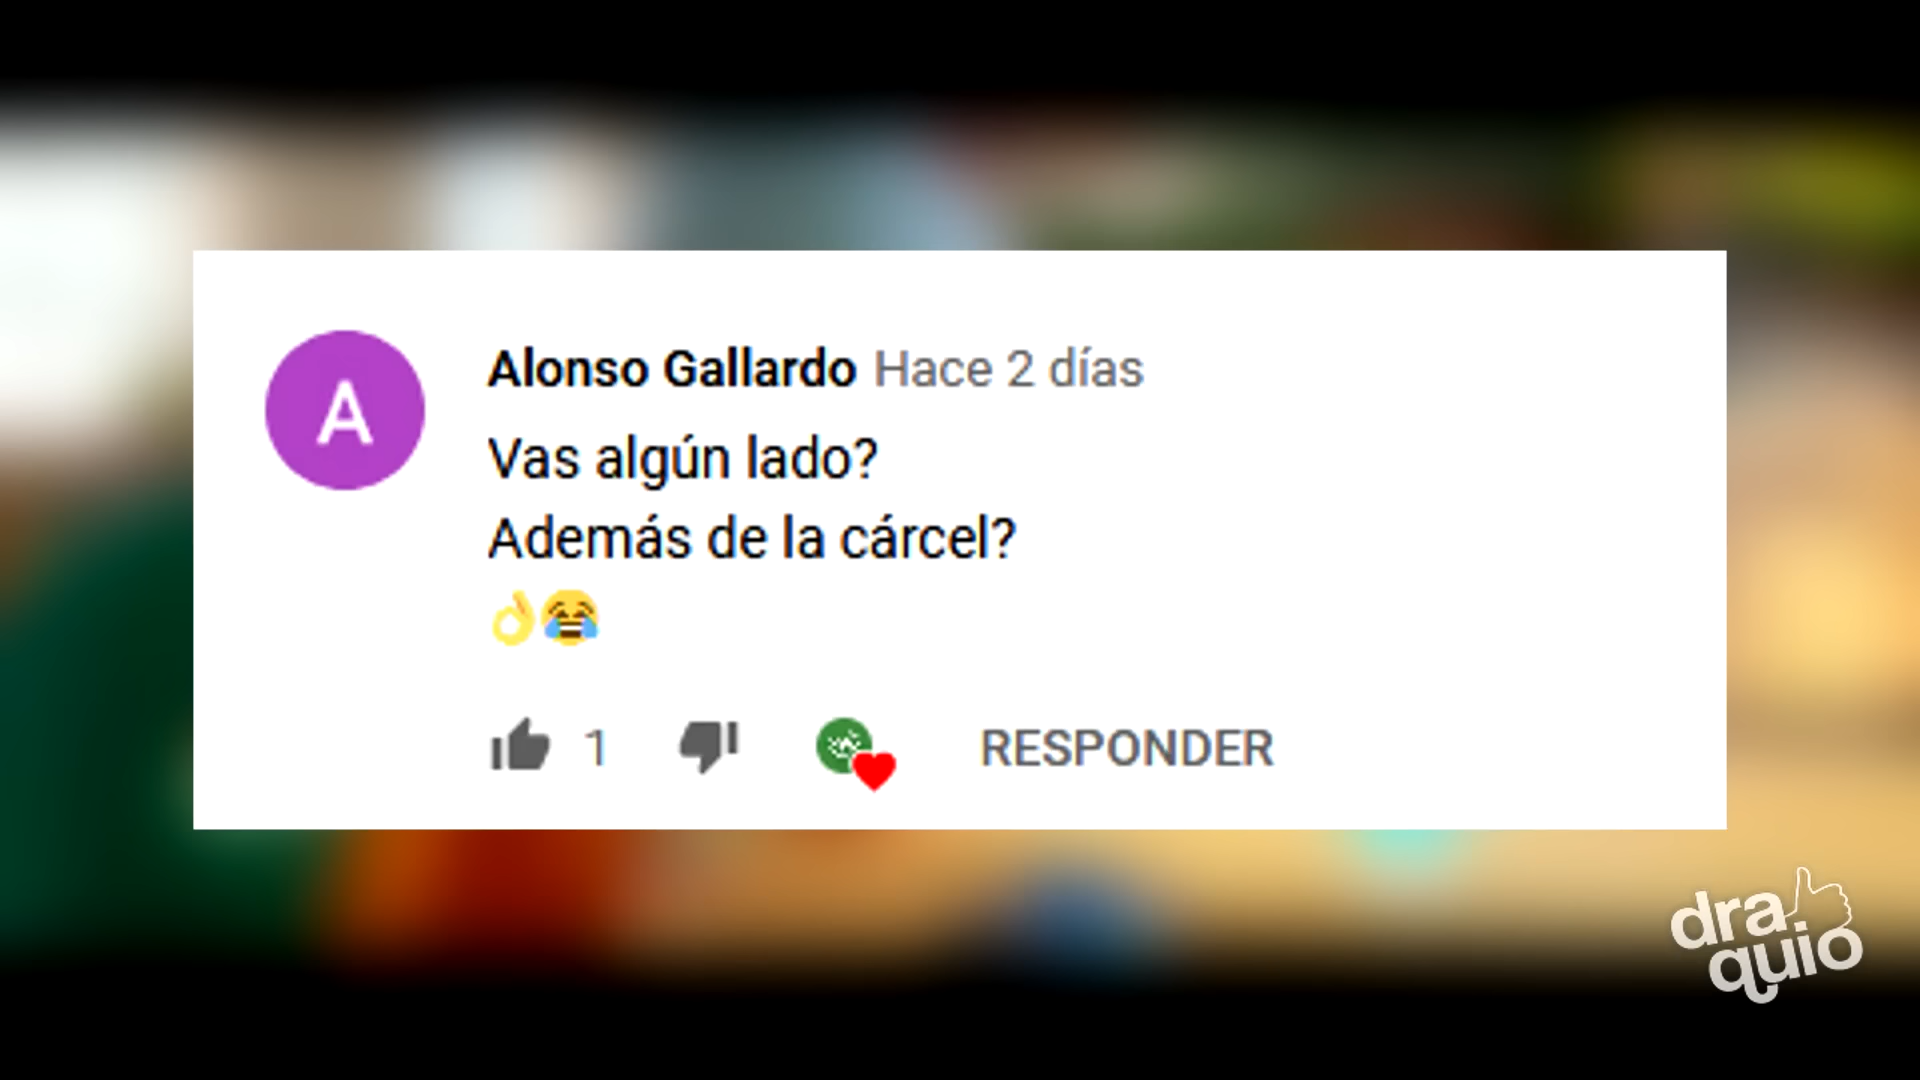 A
Alonso Gallardo Hace 2 días
Vas algún lado?
Además de la cárcel?
👌😂
1
RESPONDER
dra
quio